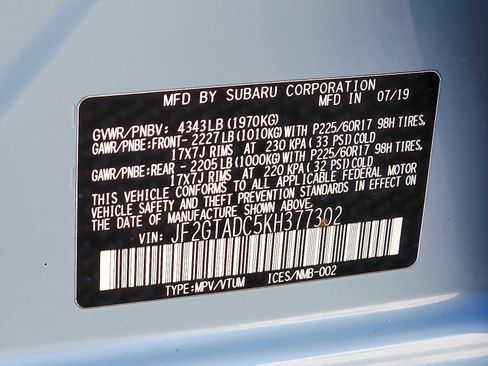 MFD BY SUBARU CORPORATION
MADE IN JAPAN 07/19
GVWR/PNBV: 4343LB (1970KG)
GAWR/PNBE:FRONT- 2227LB(1010KG)WITH P225/60R17 98H TIRES,
17X7J RIMS AT 230 KPA ( 33 PSI)COLD
GAWR/PNBE:REAR - 2205LB(1000KG)WITH P225/60R17 98H TIRES,
17X7J RIMS AT 220 KPA ( 32 PSI)COLD
THIS VEHICLE CONFORMS TO ALL APPLICABLE FEDERAL MOTOR
VEHICLE SAFETY AND THEFT PREVENTION STANDARDS
IN EFFECT ON THE DATE OF MANUFACTURE SHOWN ABOVE.
VIN: JF2GTADC5KH377302
TYPE:MPV/VTUM ICES/NMB-002